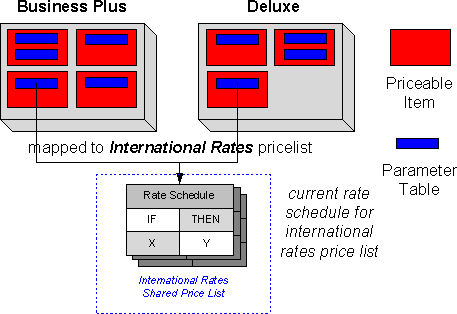 Business Plus
Deluxe
Priceable
Item
mapped to International Rates pricelist
Parameter
Table
Rate Schedule
IF
THEN
X
Y
current rate
schedule for
international
rates price list
International Rates
Shared Price List